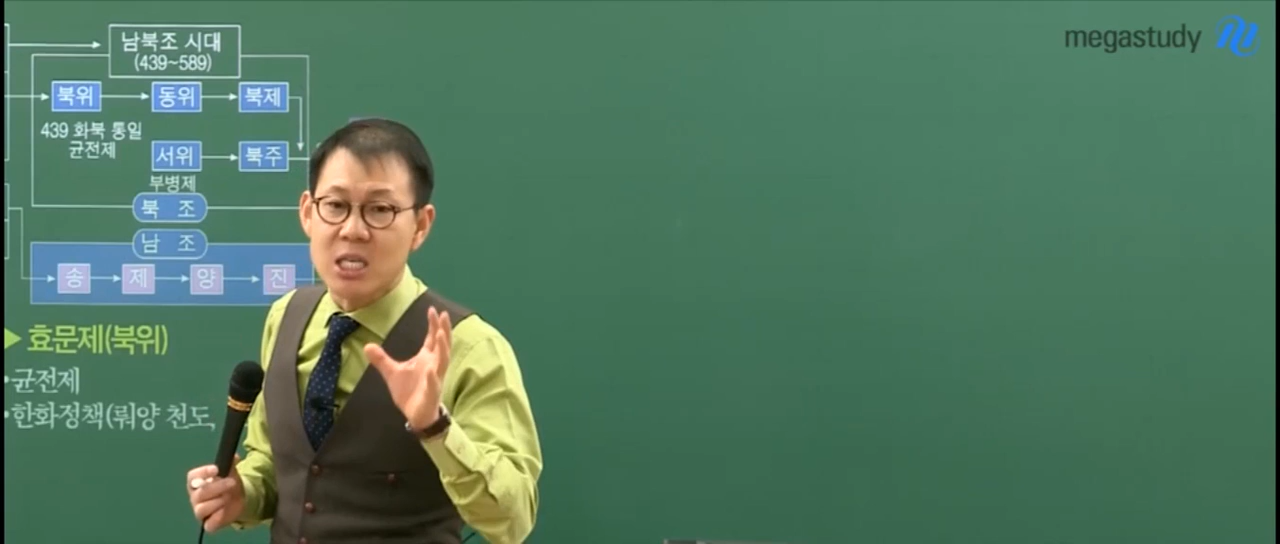 megastudy
남북조 시대
(439~589)
북위 동위 북제
439 화북 통일
균전제
서위 북주
부병제
북 조
남 조
송 제 양 진
▶ 효문제(북위)
•균전제
•한화정책(뤄양 천도,